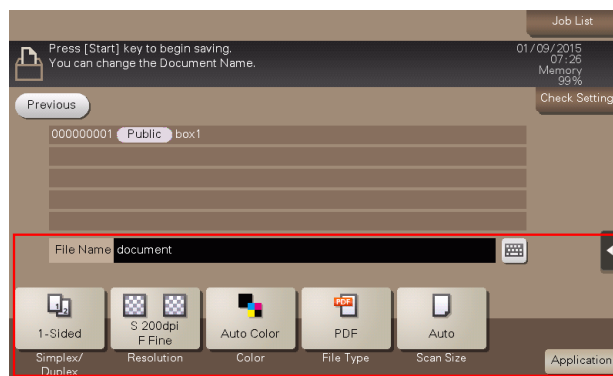 Job List
Press [Start] key to begin saving.
You can change the Document Name.
01/09/2015
07:26
Memory
99%
Previous
Check Setting
000000001 Public box1
File Name document
1-Sided
S 200dpi
F Fine
Auto Color
PDF
PDF
Auto
Simplex/
Duplex
Resolution
Color
File Type
Scan Size
Application